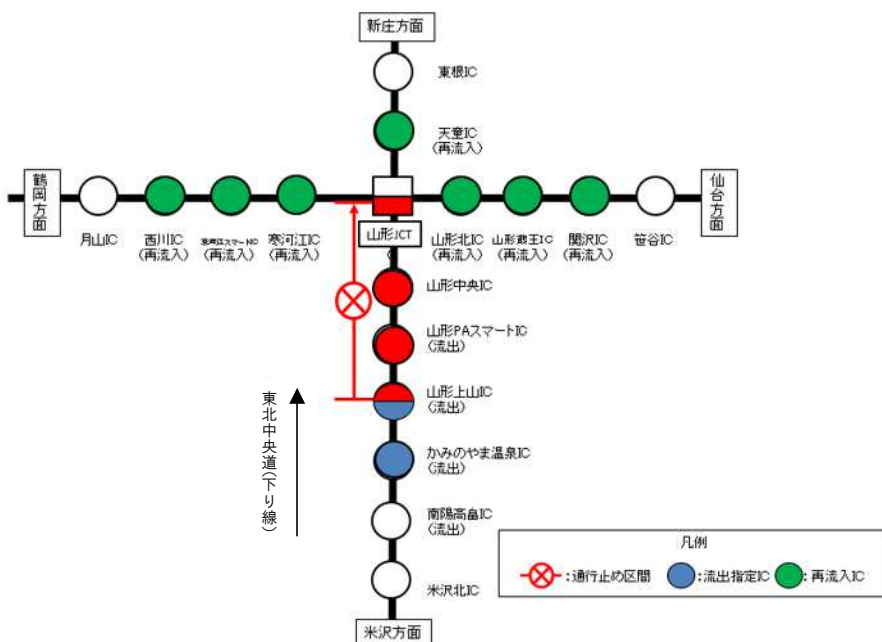 新庄方面
東根IC
天童IC
(再流入)
鶴岡方面
仙台方面
月山IC
西川IC
(再流入)
(再流入)
寒河江IC
(再流入)
山形JCT
山形北IC
(再流入)
山形蔵王IC
(再流入)
関沢IC
(再流入)
笹谷IC
山形中央IC
山形PAスマートIC
(流出)
山形上山IC
(流出)
かみのやま温泉IC
(流出)
南陽高畠IC
(流出)
米沢北IC
米沢方面
東北中央道(下り線)
凡例
:通行止め区間
:流出指定IC
:再流入IC